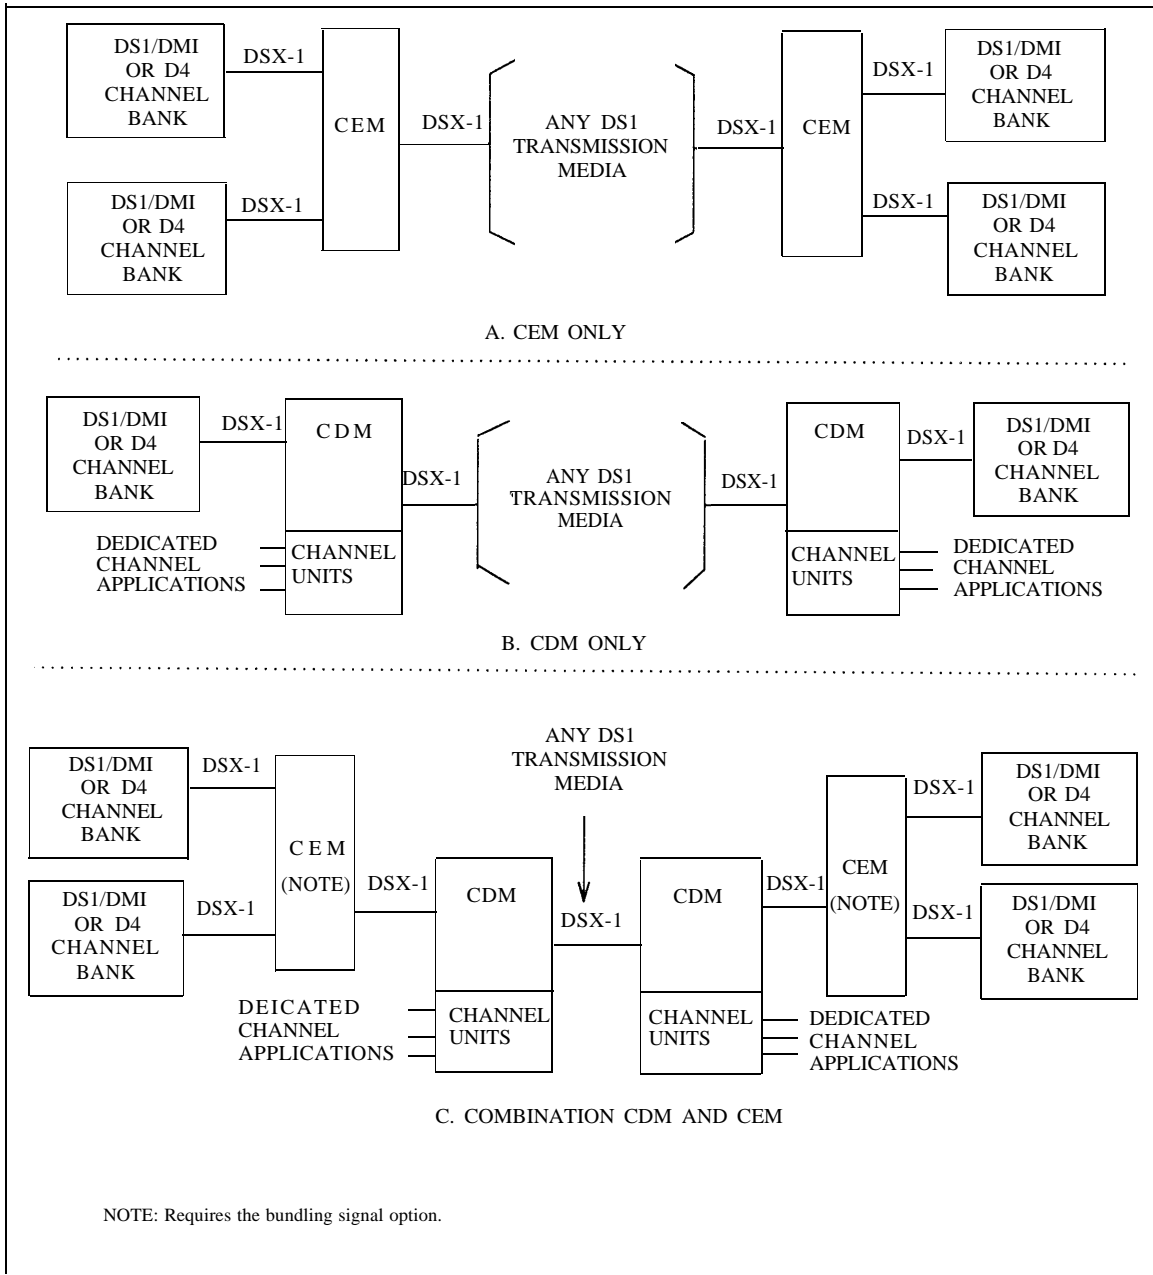 DS1/DMI
OR D4
CHANNEL
BANK
DSX-1
DS1/DMI
OR D4
CHANNEL
BANK
DSX-1
CEM
DSX-1
ANY DS1
TRANSMISSION
MEDIA
DSX-1
CEM
DSX-1
DS1/DMI
OR D4
CHANNEL
BANK
DSX-1
DS1/DMI
OR D4
CHANNEL
BANK
A. CEM ONLY
DS1/DMI
OR D4
CHANNEL
BANK
DSX-1
CDM
DEDICATED
CHANNEL
APPLICATIONS
CHANNEL
UNITS
DSX-1
ANY DS1
TRANSMISSION
MEDIA
DSX-1
CDM
CHANNEL
UNITS
DSX-1
DS1/DMI
OR D4
CHANNEL
BANK
DEDICATED
CHANNEL
APPLICATIONS
B. CDM ONLY
DS1/DMI
OR D4
CHANNEL
BANK
DSX-1
DS1/DMI
OR D4
CHANNEL
BANK
DSX-1
CEM
(NOTE)
DSX-1
CDM
DEICATED
CHANNEL
APPLICATIONS
CHANNEL
UNITS
ANY DS1
TRANSMISSION
MEDIA
DSX-1
CDM
CHANNEL
UNITS
DEDICATED
CHANNEL
APPLICATIONS
DSX-1
CEM
(NOTE)
DSX-1
DS1/DMI
OR D4
CHANNEL
BANK
DSX-1
DS1/DMI
OR D4
CHANNEL
BANK
C. COMBINATION CDM AND CEM
NOTE: Requires the bundling signal option.